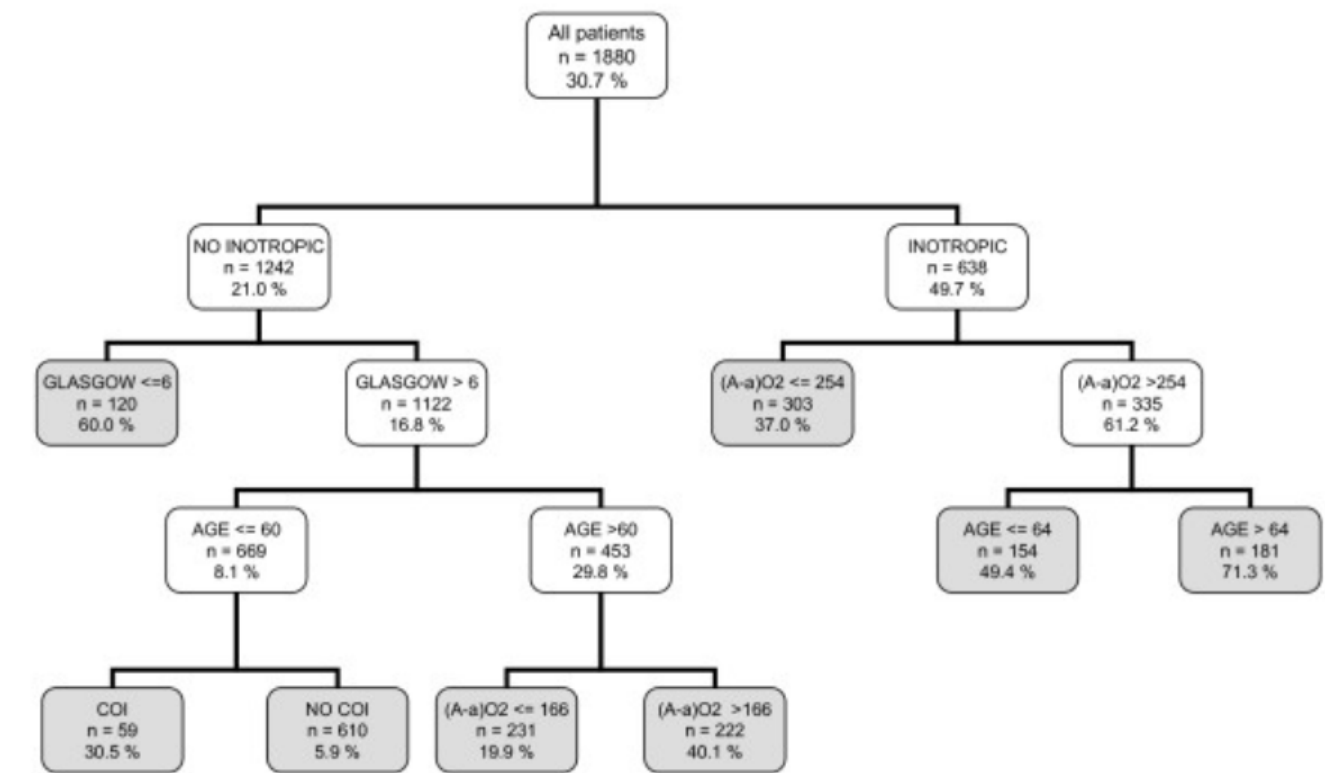 All patients
n = 1880
30.7 %
NO INOTROPIC
n = 1242
21.0 %
INOTROPIC
n = 638
49.7 %
GLASGOW <=6
n = 120
60.0 %
GLASGOW > 6
n = 1122
16.8 %
(A-a)O2 <= 254
n = 303
37.0 %
(A-a)O2 >254
n = 335
61.2 %
AGE <= 60
n = 669
8.1 %
AGE >60
n = 453
29.8 %
AGE <= 64
n = 154
49.4 %
AGE > 64
n = 181
71.3 %
COI
n = 59
30.5 %
NO COI
n = 610
5.9 %
(A-a)O2 <= 166
n = 231
19.9 %
(A-a)O2 >166
n = 222
40.1 %